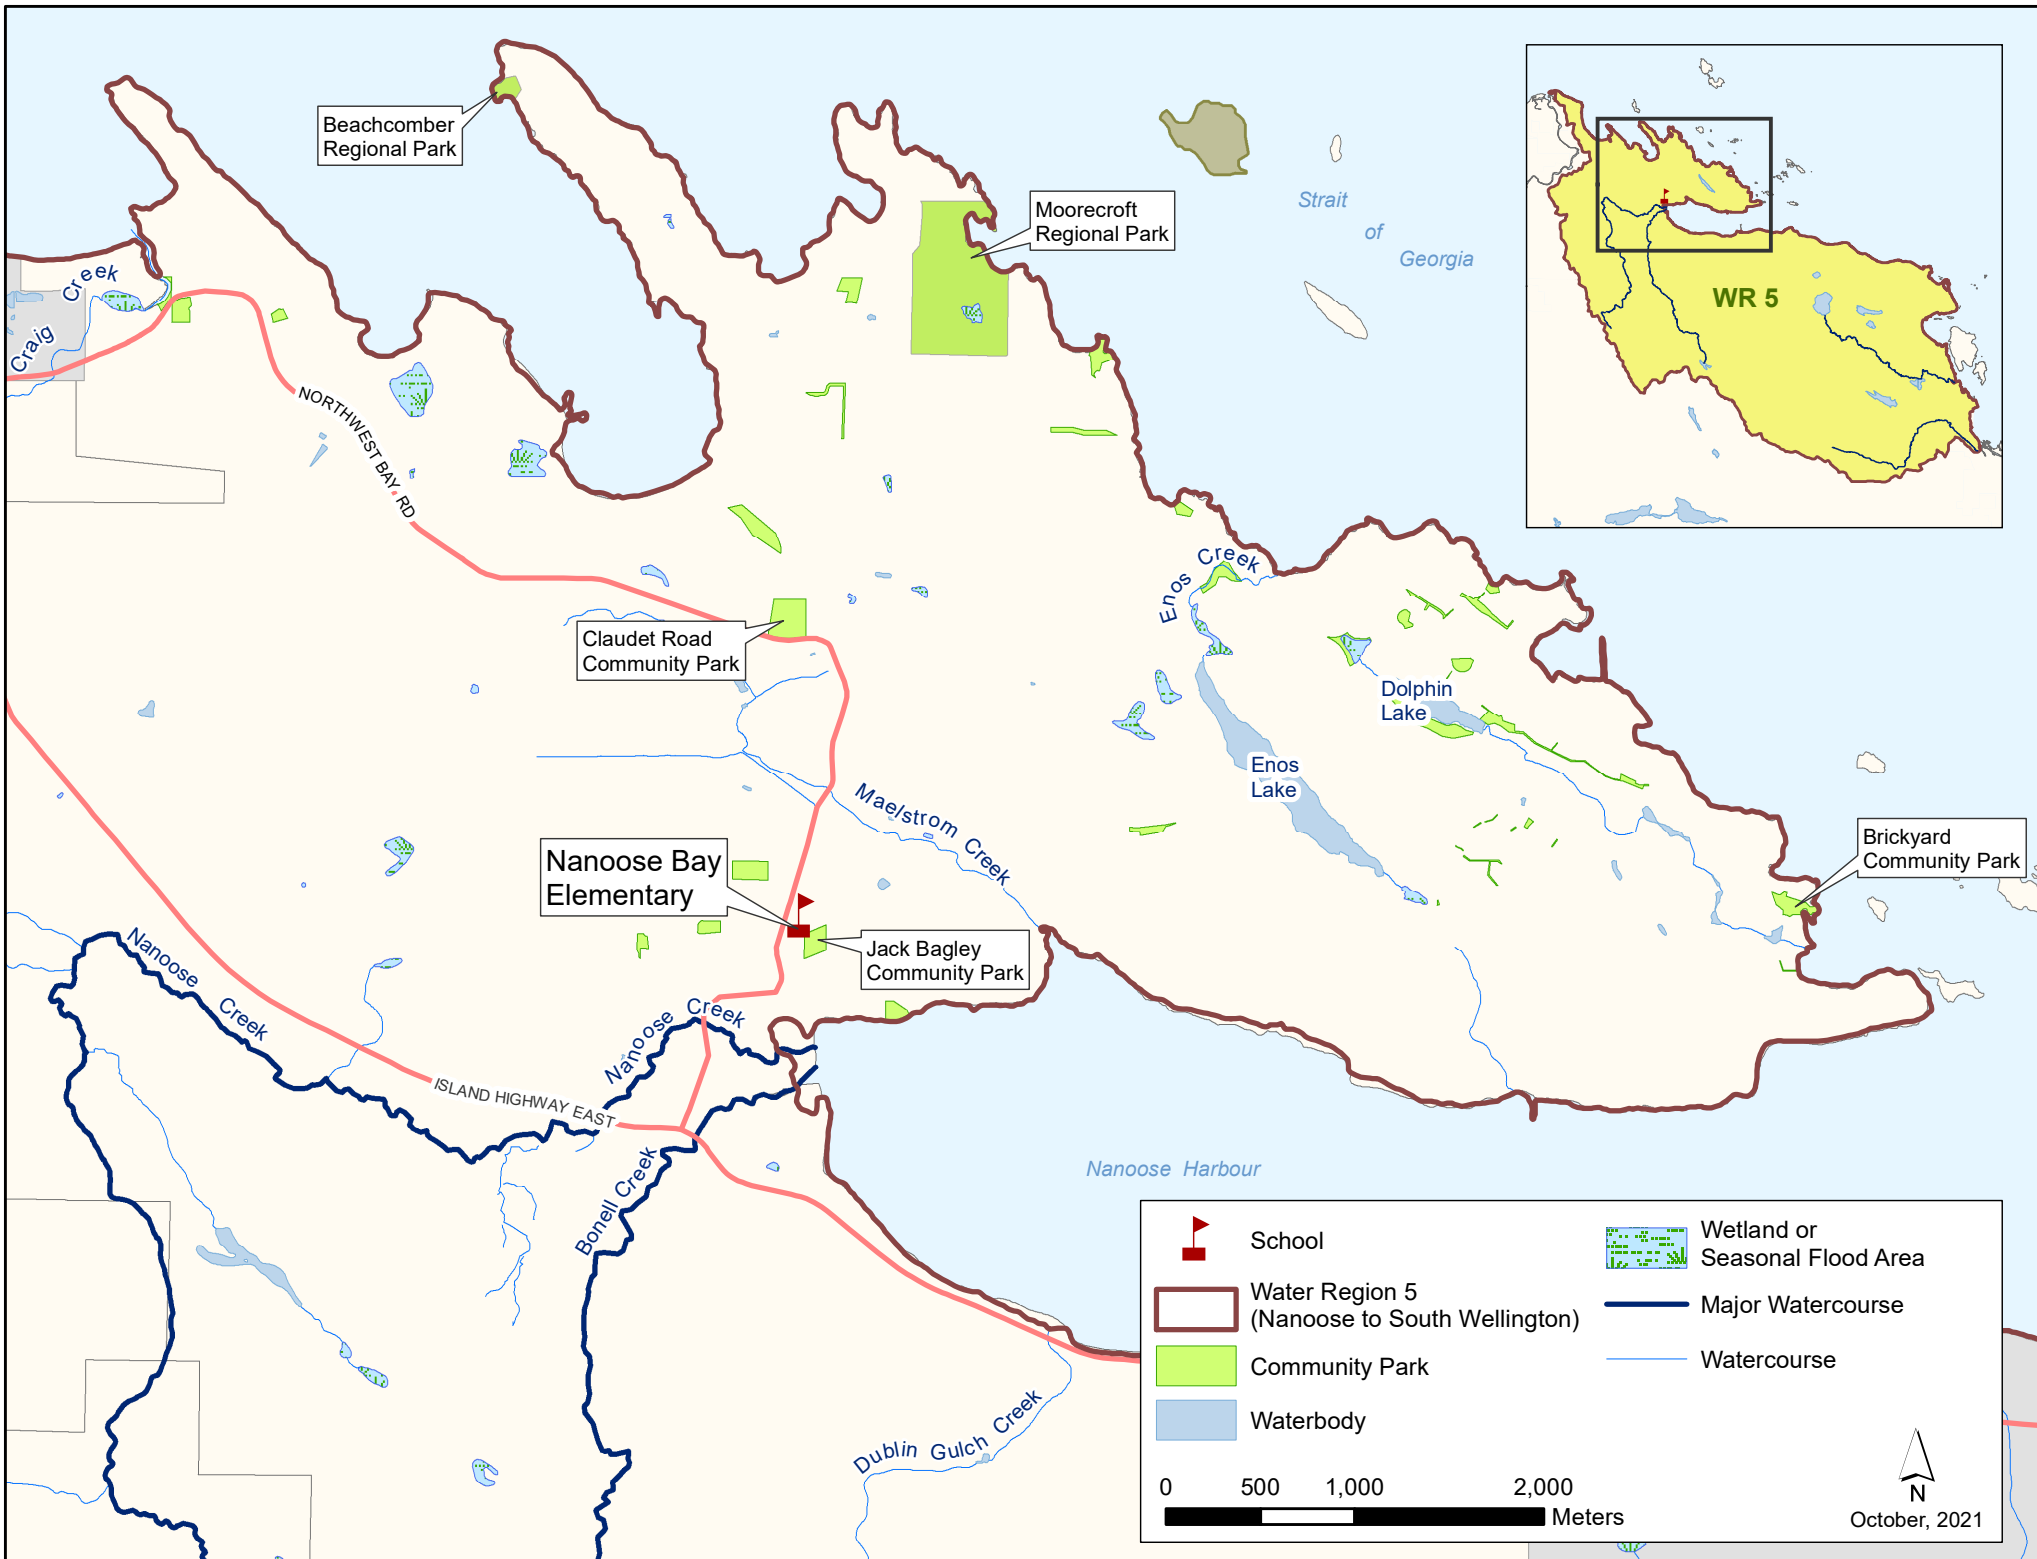 Beachcomber
Regional Park
Moorecroft
Regional Park
Strait
of
Georgia
WR 5
Craig Creek
NORTHWEST BAY RD
Enos Creek
Claudet Road
Community Park
Dolphin
Lake
Enos
Lake
Maelstrom Creek
Nanoose Bay
Elementary
Brickyard
Community Park
Jack Bagley
Community Park
Nanoose Creek
Nanoose Creek
ISLAND HIGHWAY EAST
Bonell Creek
Nanoose Harbour
Dublin Gulch Creek
School
Water Region 5
(Nanoose to South Wellington)
Community Park
Waterbody
Wetland or
Seasonal Flood Area
Major Watercourse
Watercourse
0 500 1,000 2,000
Meters
N
October, 2021